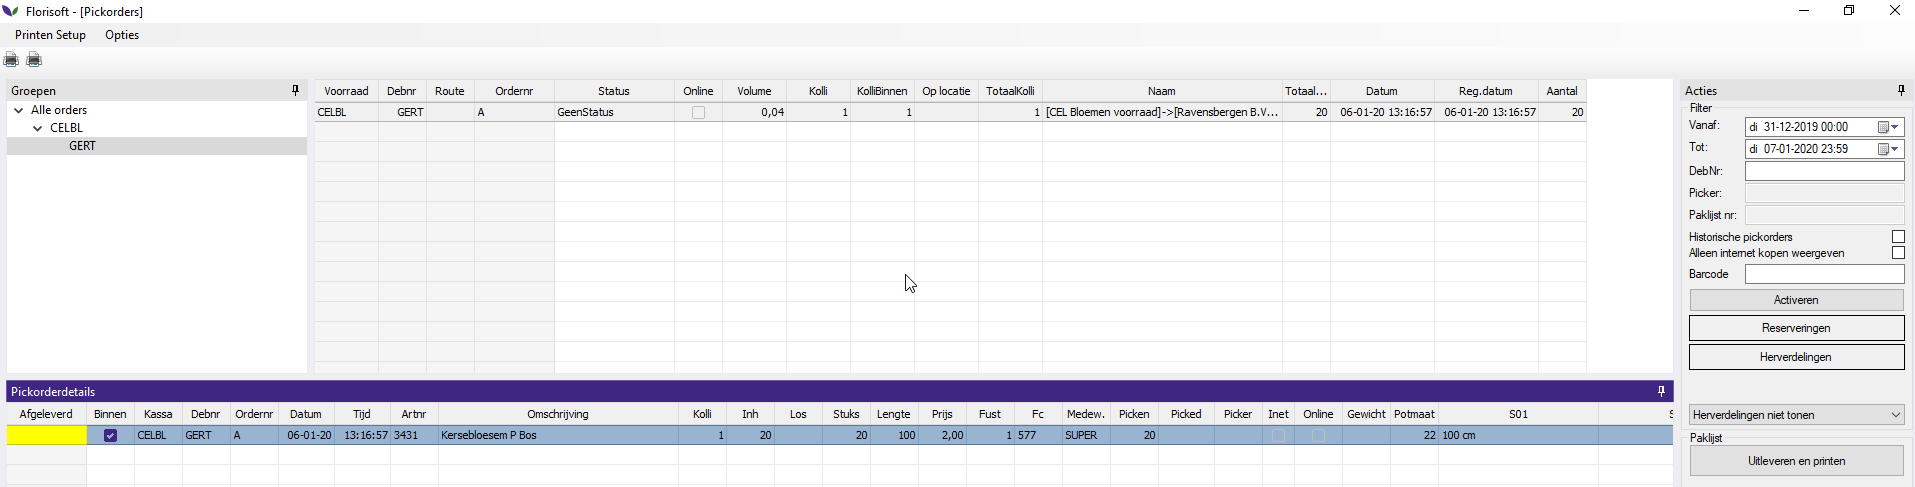 Florisoft - [Pickorders]
Printen Setup Opties
Groepen
Alle orders
CELBL
GERT
Voorraad Debnr Route Ordernr Status Online Volume Kolli KolliBinnen Op locatie TotaalKolli Naam Totaal... Datum Reg.datum Aantal
CELBL GERT A GeenStatus 0,04 1 1 1 [CEL Bloemen voorraad]->[Ravensbergen B.V... 20 06-01-20 13:16:57 06-01-20 13:16:57 20
Acties
Filter
Vanaf: di 31-12-2019 00:00
Tot: di 07-01-2020 23:59
DebNr:
Picker:
Paklijst nr:
Historische pickorders
Alleen internet kopen weergeven
Barcode
Activeren
Reserveringen
Herverdelingen
Herverdelingen niet tonen
Paklijst
Uitleveren en printen
Pickorderdetails
Afgeleverd Binnen Kassa Debnr Ordernr Datum Tijd Artnr Omschrijving Kolli Inh Los Stuks Lengte Prijs Fust Fc Medew. Picken Picked Picker Inet Online Gewicht Potmaat S01 S
CELBL GERT A 06-01-20 13:16:57 3431 Kersebloesem P Bos 1 20 20 100 2,00 1 577 SUPER 20 22 100 cm